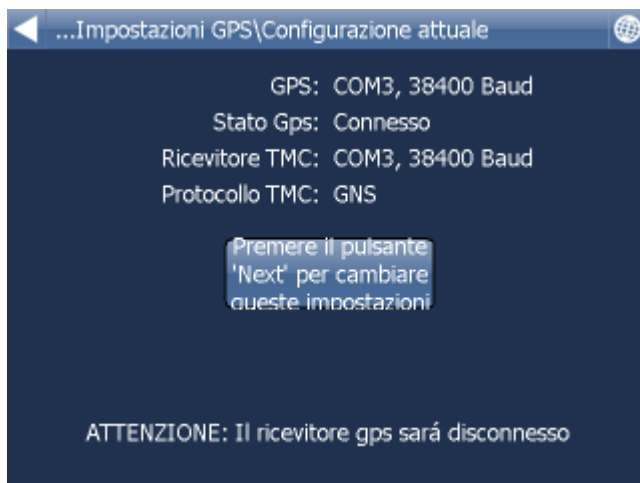 ...Impostazioni GPS\Configurazione attuale
GPS: COM3, 38400 Baud
Stato Gps: Connesso
Ricevitore TMC: COM3, 38400 Baud
Protocollo TMC: GNS
Premere il pulsante
'Next' per cambiare
queste impostazioni
ATTENZIONE: Il ricevitore gps sará disconnesso